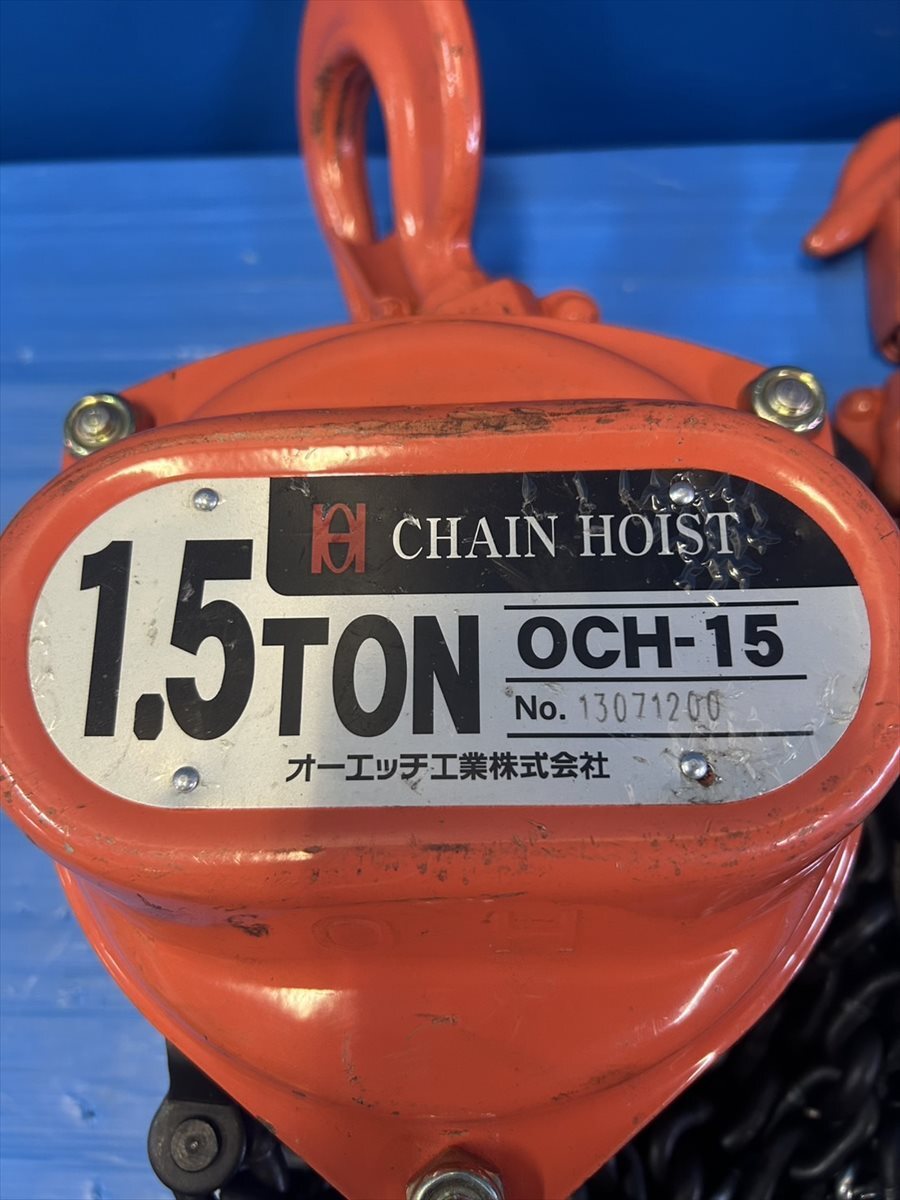 CHAIN HOIST
1.5TON
OCH-15
No. 13071200
オーエッチ工業株式会社